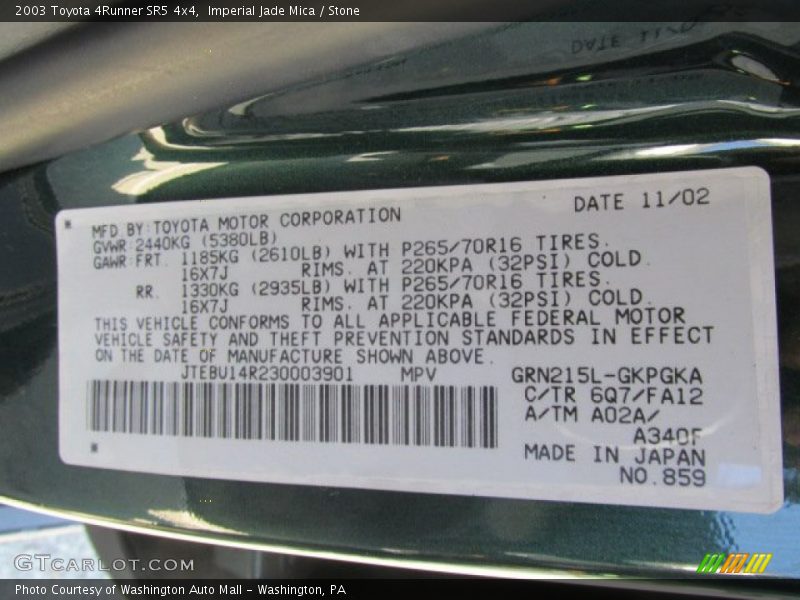 2003 Toyota 4Runner SR5 4x4,  Imperial Jade Mica / Stone
DATE 11/0
DATE 11/02
MFD.BY:TOYOTA MOTOR CORPORATION
GVWR:2440KG (5380LB)
GAWR:FRT. 1185KG (2610LB) WITH P265/70R16 TIRES.
16X7J RIMS. AT 220KPA (32PSI) COLD.
RR. 1330KG (2935LB) WITH P265/70R16 TIRES.
16X7J RIMS. AT 220KPA (32PSI) COLD.
THIS VEHICLE CONFORMS TO ALL APPLICABLE FEDERAL MOTOR
VEHICLE SAFETY AND THEFT PREVENTION STANDARDS IN EFFECT
ON THE DATE OF MANUFACTURE SHOWN ABOVE.
JTEBU14R230003901 MPV
GRN215L-GKPGKA
C/TR 6Q7/FA12
A/TM A02A/
A340F
MADE IN JAPAN
NO.859
GTCARLOT.COM
Photo Courtesy of Washington Auto Mall - Washington, PA